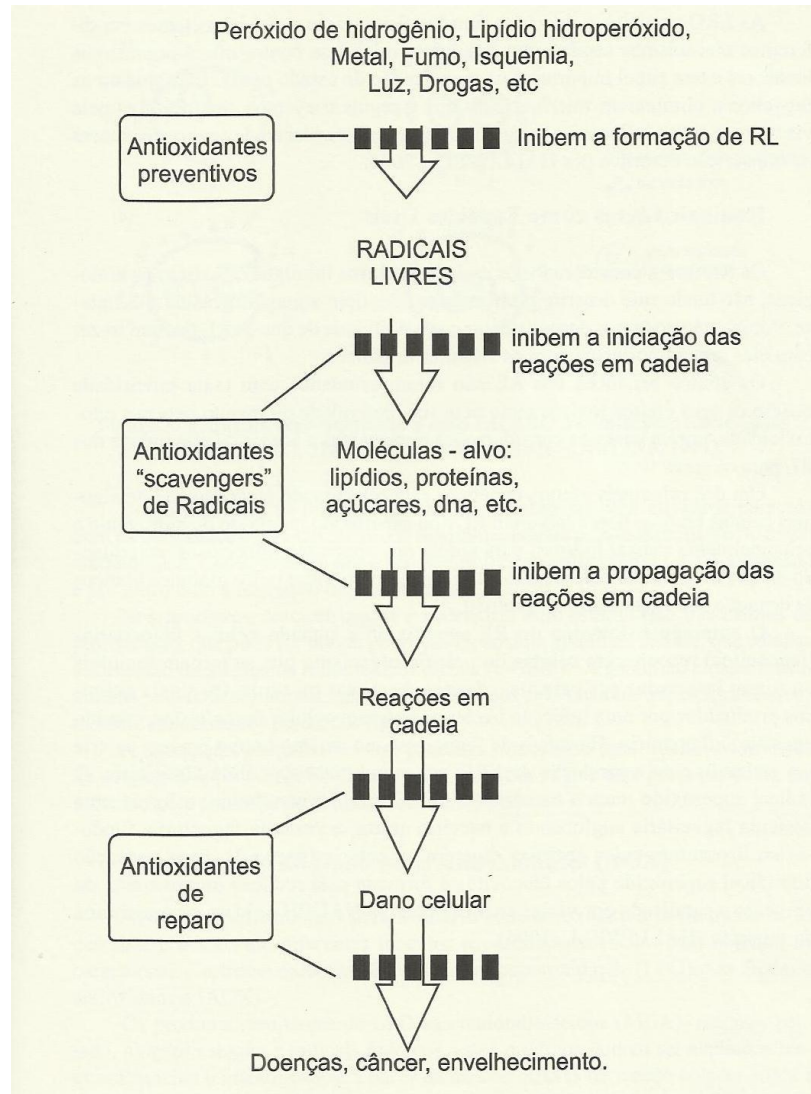 Peróxido de hidrogênio, Lipídio hidroperóxido,
Metal, Fumo, Isquemia,
Luz, Drogas, etc
Antioxidantes
preventivos
Inibem a formação de RL
RADICAIS
LIVRES
inibem a iniciação das
reações em cadeia
Antioxidantes
“scavengers”
de Radicais
Moléculas - alvo:
lipídios, proteínas,
açúcares, dna, etc.
inibem a propagação das
reações em cadeia
Reações em
cadeia
Antioxidantes
de
reparo
Dano celular
Doenças, câncer, envelhecimento.